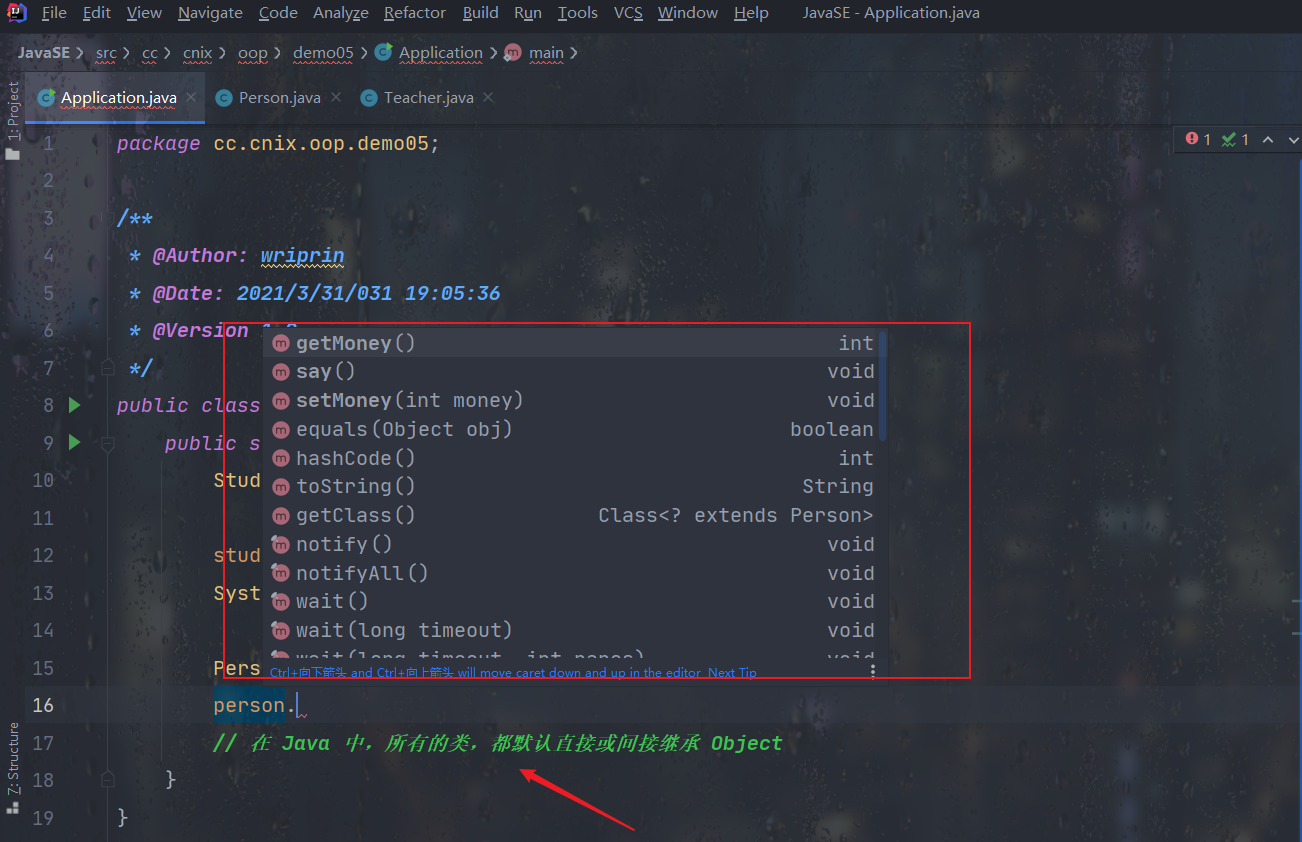 File Edit View Navigate Code Analyze Refactor Build Run Tools VCS Window Help JavaSE - Application.java
JavaSE src cc cnix oop demo05 Application main
Application.java Person.java Teacher.java
1: Project
1 package cc.cnix.oop.demo05;
1 1
2
3 /**
4 * @Author: wriprin
5 * @Date: 2021/3/31/031 19:05:36
6 * @Version
7 */
8 public class
9 public s
10 Stud
11
12 stud
13 Syst
14
15 Pers
getMoney() int
say() void
setMoney(int money) void
equals(Object obj) boolean
hashCode() int
toString() String
getClass() Class<? extends Person>
notify() void
notifyAll() void
wait() void
wait(long timeout) void
wait(long timeout, int nanos) void
Ctrl+向下箭头 and Ctrl+向上箭头 will move caret down and up in the editor Next Tip
16 person.
17 // 在 Java 中，所有的类，都默认直接或间接继承 Object
18 }
19 }
7: Structure